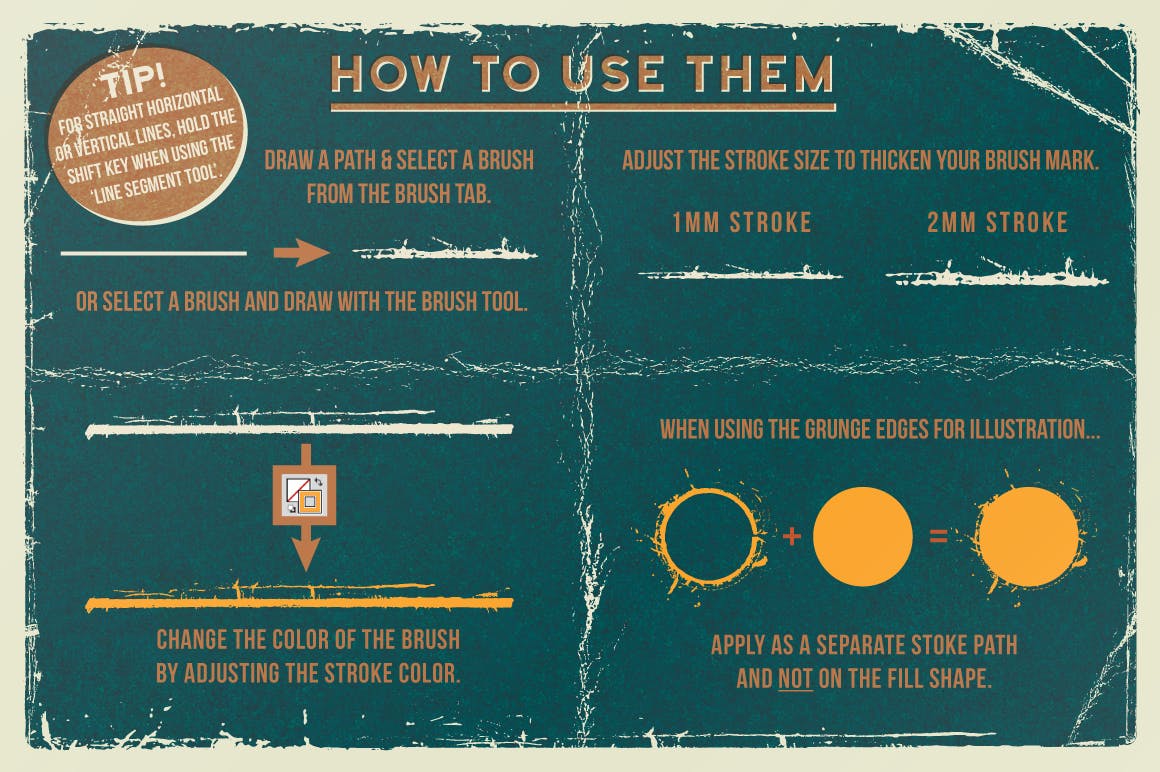 HOW TO USE THEM
TIP!
FOR STRAIGHT HORIZONTAL
OR VERTICAL LINES, HOLD THE
SHIFT KEY WHEN USING THE
‘LINE SEGMENT TOOL’.
DRAW A PATH & SELECT A BRUSH
FROM THE BRUSH TAB.
OR SELECT A BRUSH AND DRAW WITH THE BRUSH TOOL.
ADJUST THE STROKE SIZE TO THICKEN YOUR BRUSH MARK.
1MM STROKE
2MM STROKE
CHANGE THE COLOR OF THE BRUSH
BY ADJUSTING THE STROKE COLOR.
WHEN USING THE GRUNGE EDGES FOR ILLUSTRATION...
+
=
APPLY AS A SEPARATE STOKE PATH
AND NOT ON THE FILL SHAPE.